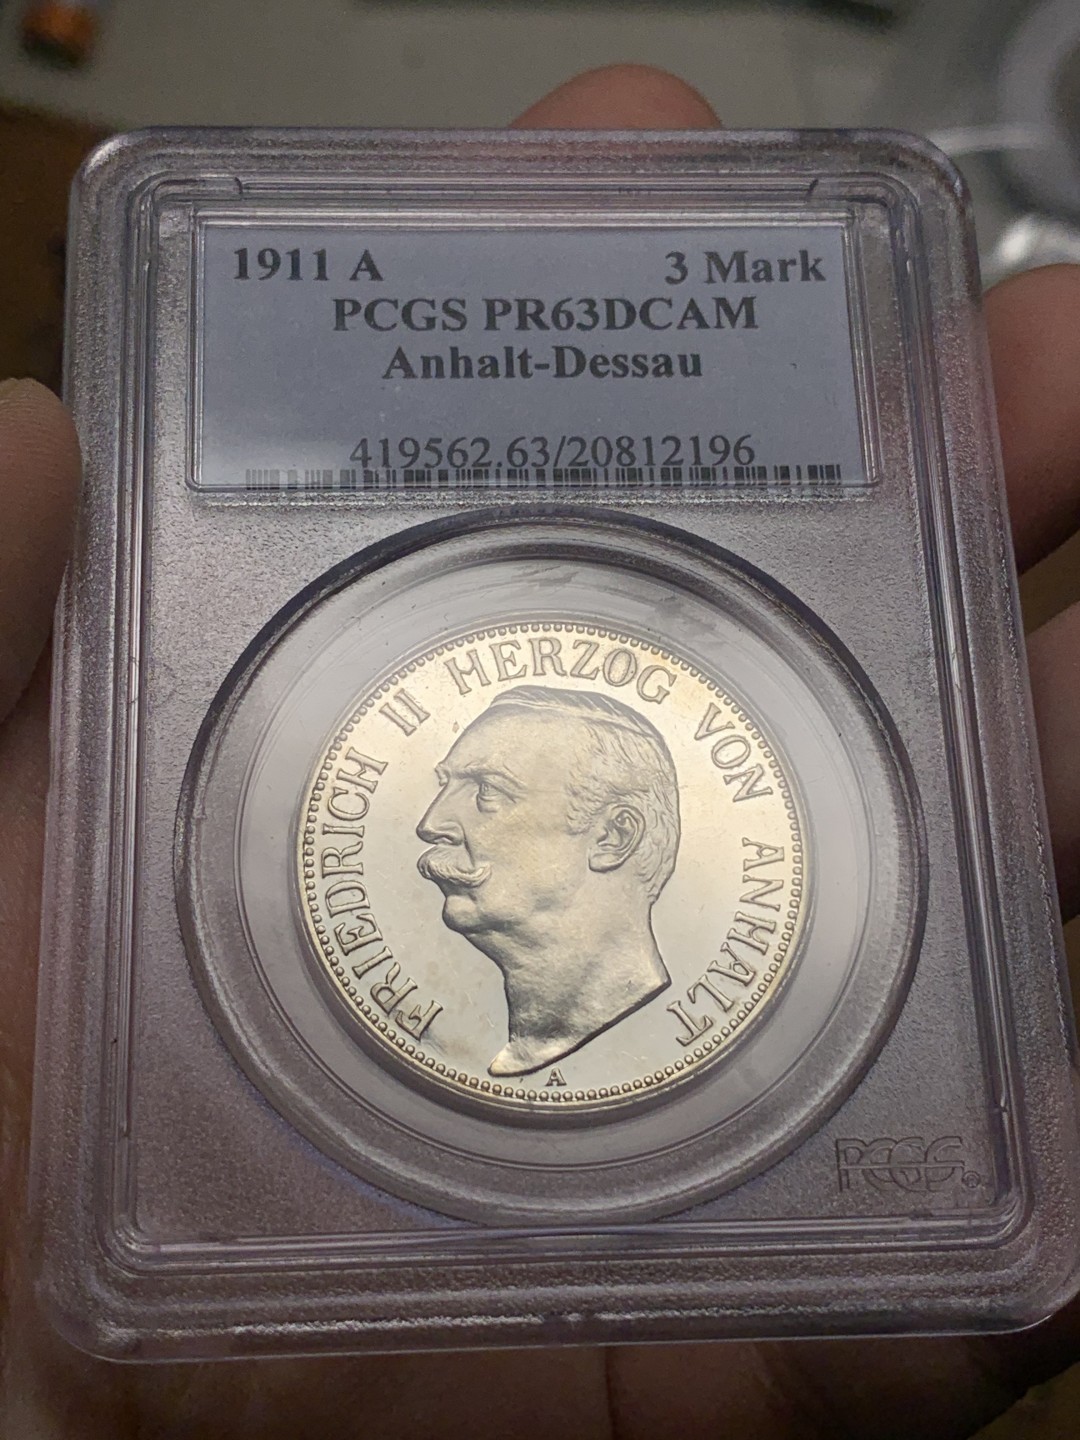 1911 A 3 Mark
PCGS PR63DCAM
Anhalt-Dessau
419562.63/20812196
FRIEDRICH II HERZOG VON ANHALT
A
PCGS®